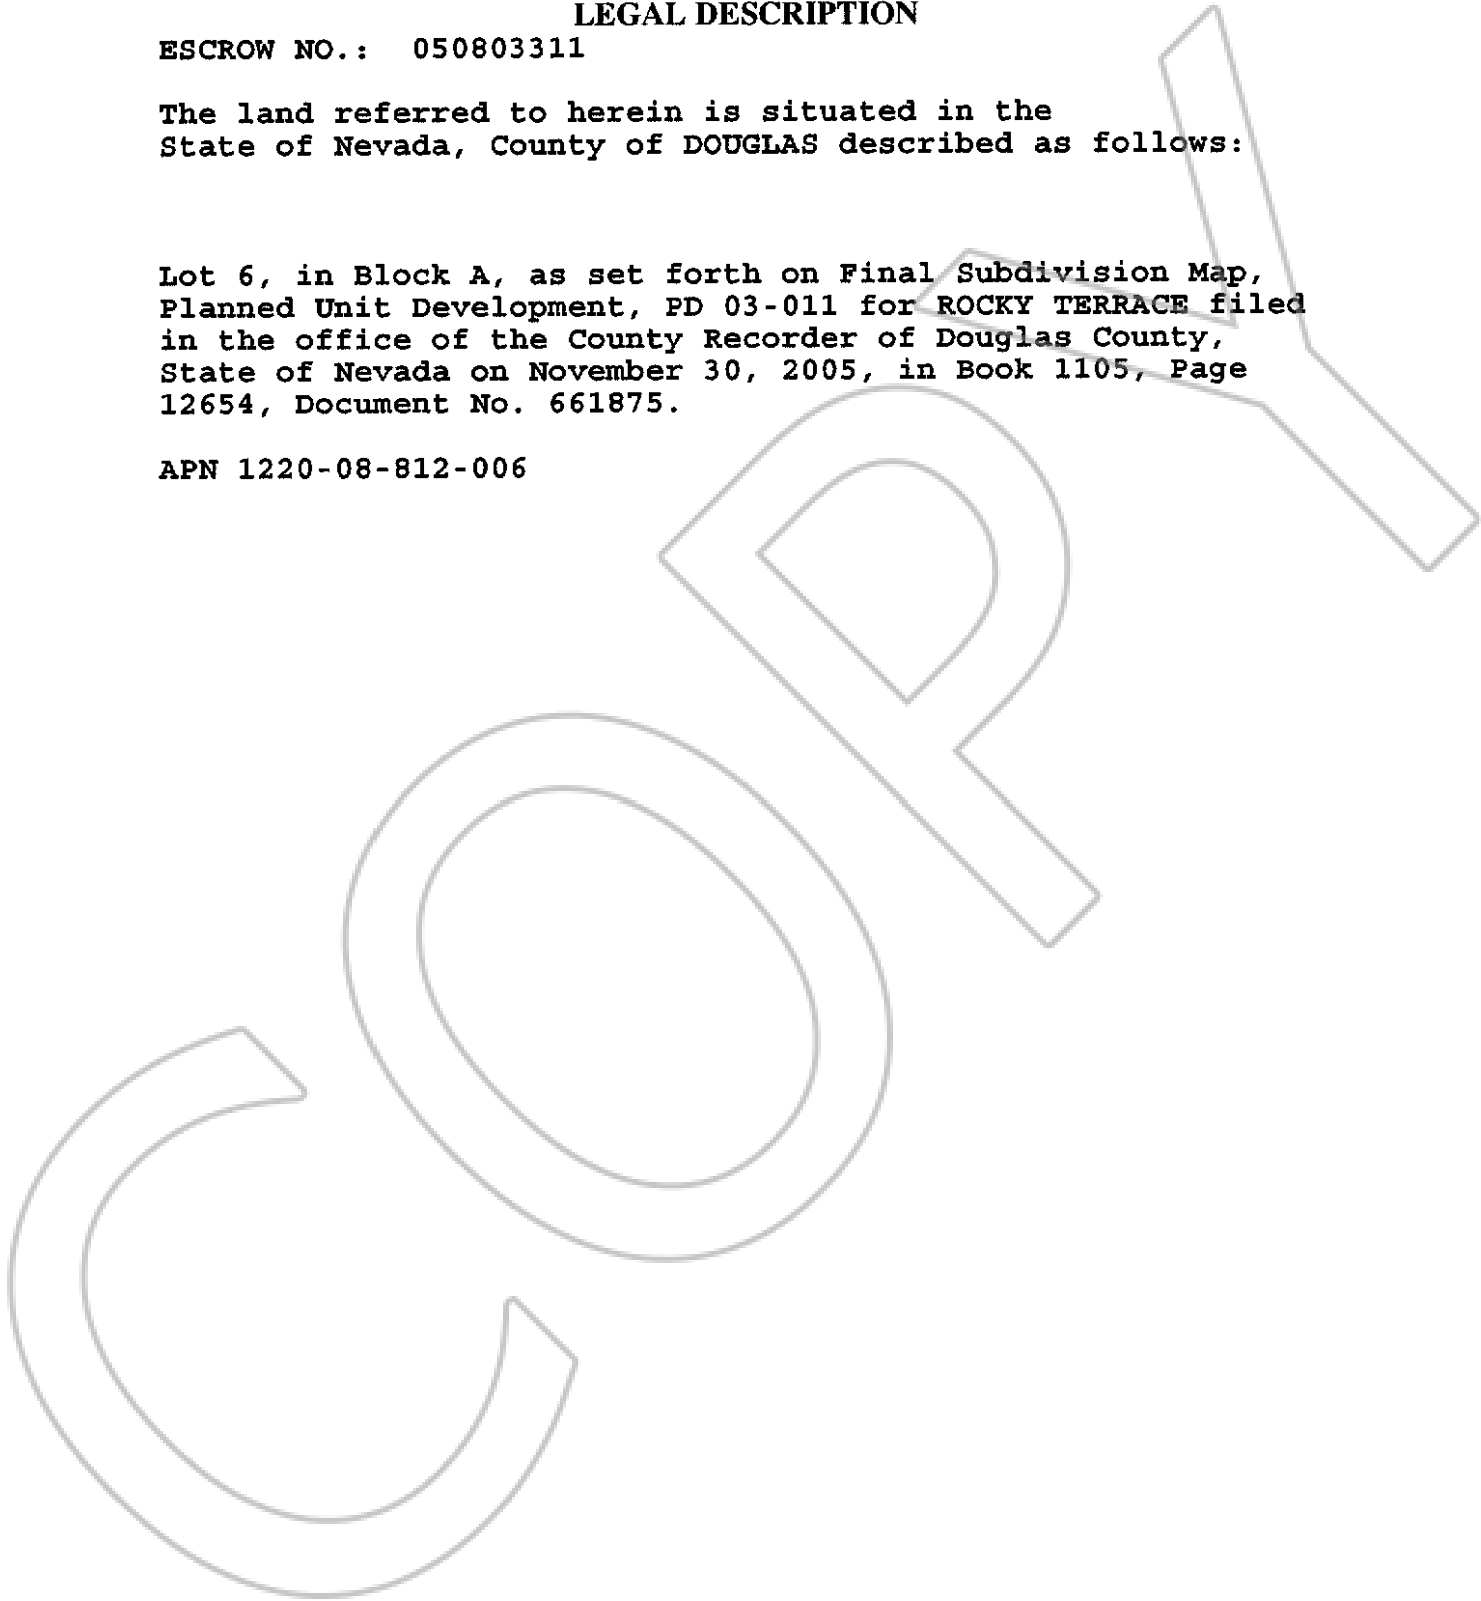 LEGAL DESCRIPTION
ESCROW NO.: 050803311
The land referred to herein is situated in the
State of Nevada, County of DOUGLAS described as follows:
Lot 6, in Block A, as set forth on Final Subdivision Map,
Planned Unit Development, PD 03-011 for ROCKY TERRACE filed
in the office of the County Recorder of Douglas County,
State of Nevada on November 30, 2005, in Book 1105, Page
12654, Document No. 661875.
APN 1220-08-812-006
COPY